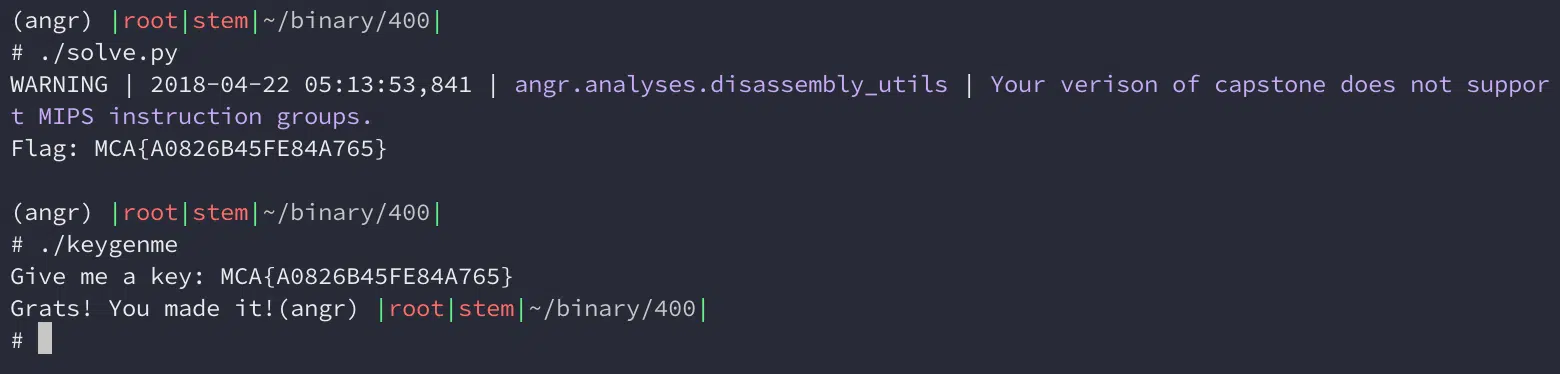 (angr) |root|stem|~/binary/400|
# ./solve.py
WARNING | 2018-04-22 05:13:53,841 | angr.analyses.disassembly_utils | Your verison of capstone does not suppor
t MIPS instruction groups.
Flag: MCA{A0826B45FE84A765}
(angr) |root|stem|~/binary/400|
# ./keygenme
Give me a key: MCA{A0826B45FE84A765}
Grats! You made it!(angr) |root|stem|~/binary/400|
#